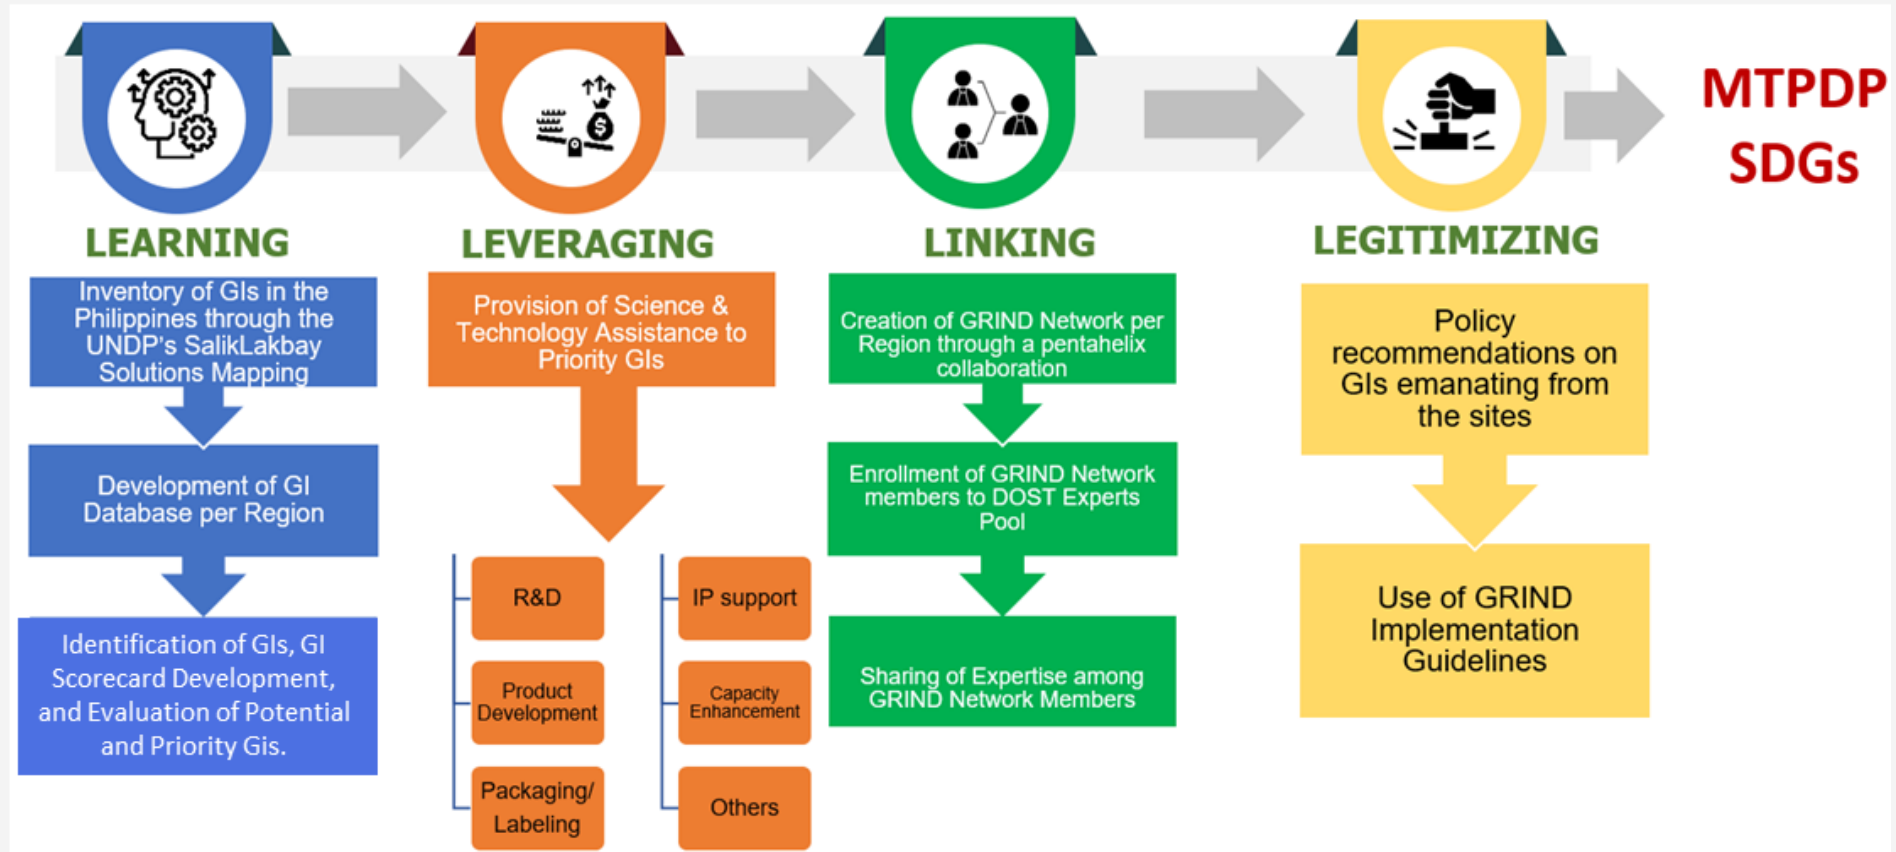 MTPDP
SDGs
LEARNING
Inventory of GIs in the
Philippines through the
UNDP's SalikLakbay
Solutions Mapping
Development of GI
Database per Region
Identification of GIs, GI
Scorecard Development,
and Evaluation of Potential
and Priority Gis.
LEVERAGING
Provision of Science &
Technology Assistance to
Priority GIs
R&D
Product
Development
Packaging/
Labeling
IP support
Capacity
Enhancement
Others
LINKING
Creation of GRIND Network per
Region through a pentahelix
collaboration
Enrollment of GRIND Network
members to DOST Experts
Pool
Sharing of Expertise among
GRIND Network Members
LEGITIMIZING
Policy
recommendations on
GIs emanating from
the sites
Use of GRIND
Implementation
Guidelines